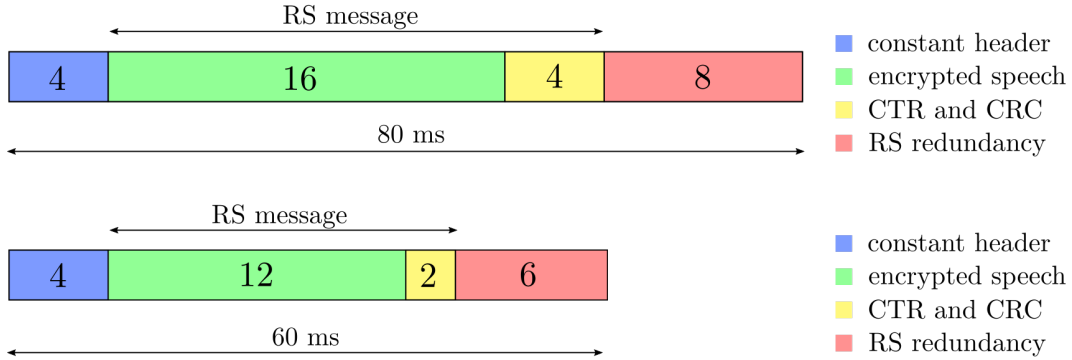 RS message
4 16 4 8
80 ms
constant header
encrypted speech
CTR and CRC
RS redundancy
RS message
4 12 2 6
60 ms
constant header
encrypted speech
CTR and CRC
RS redundancy